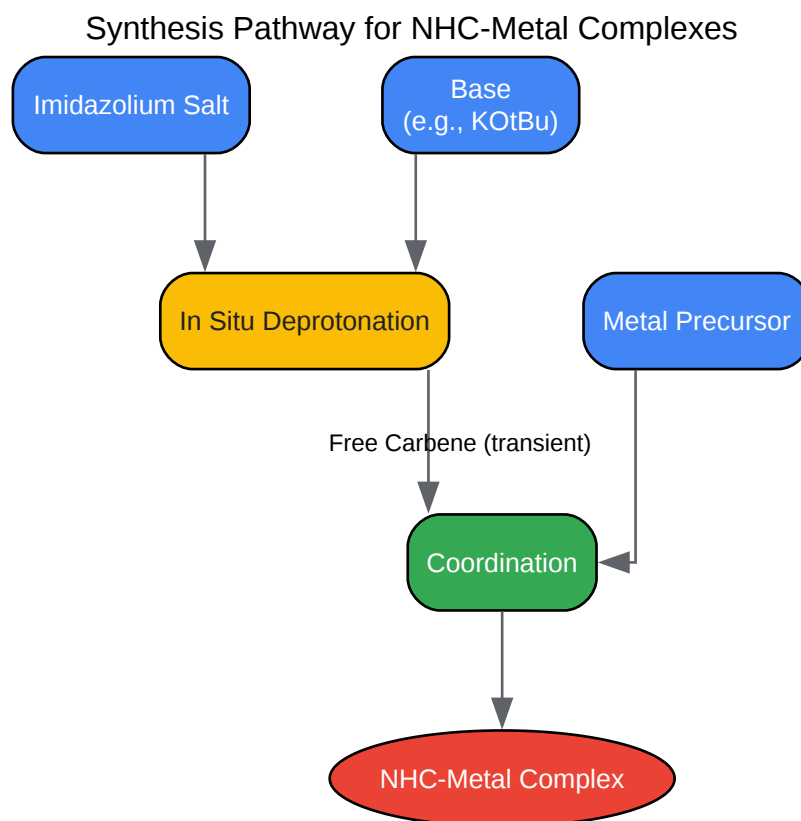 Synthesis Pathway for NHC-Metal Complexes
Imidazolium Salt
Base
(e.g., KOtBu)
In Situ Deprotonation
Metal Precursor
Free Carbene (transient)
Coordination
NHC-Metal Complex